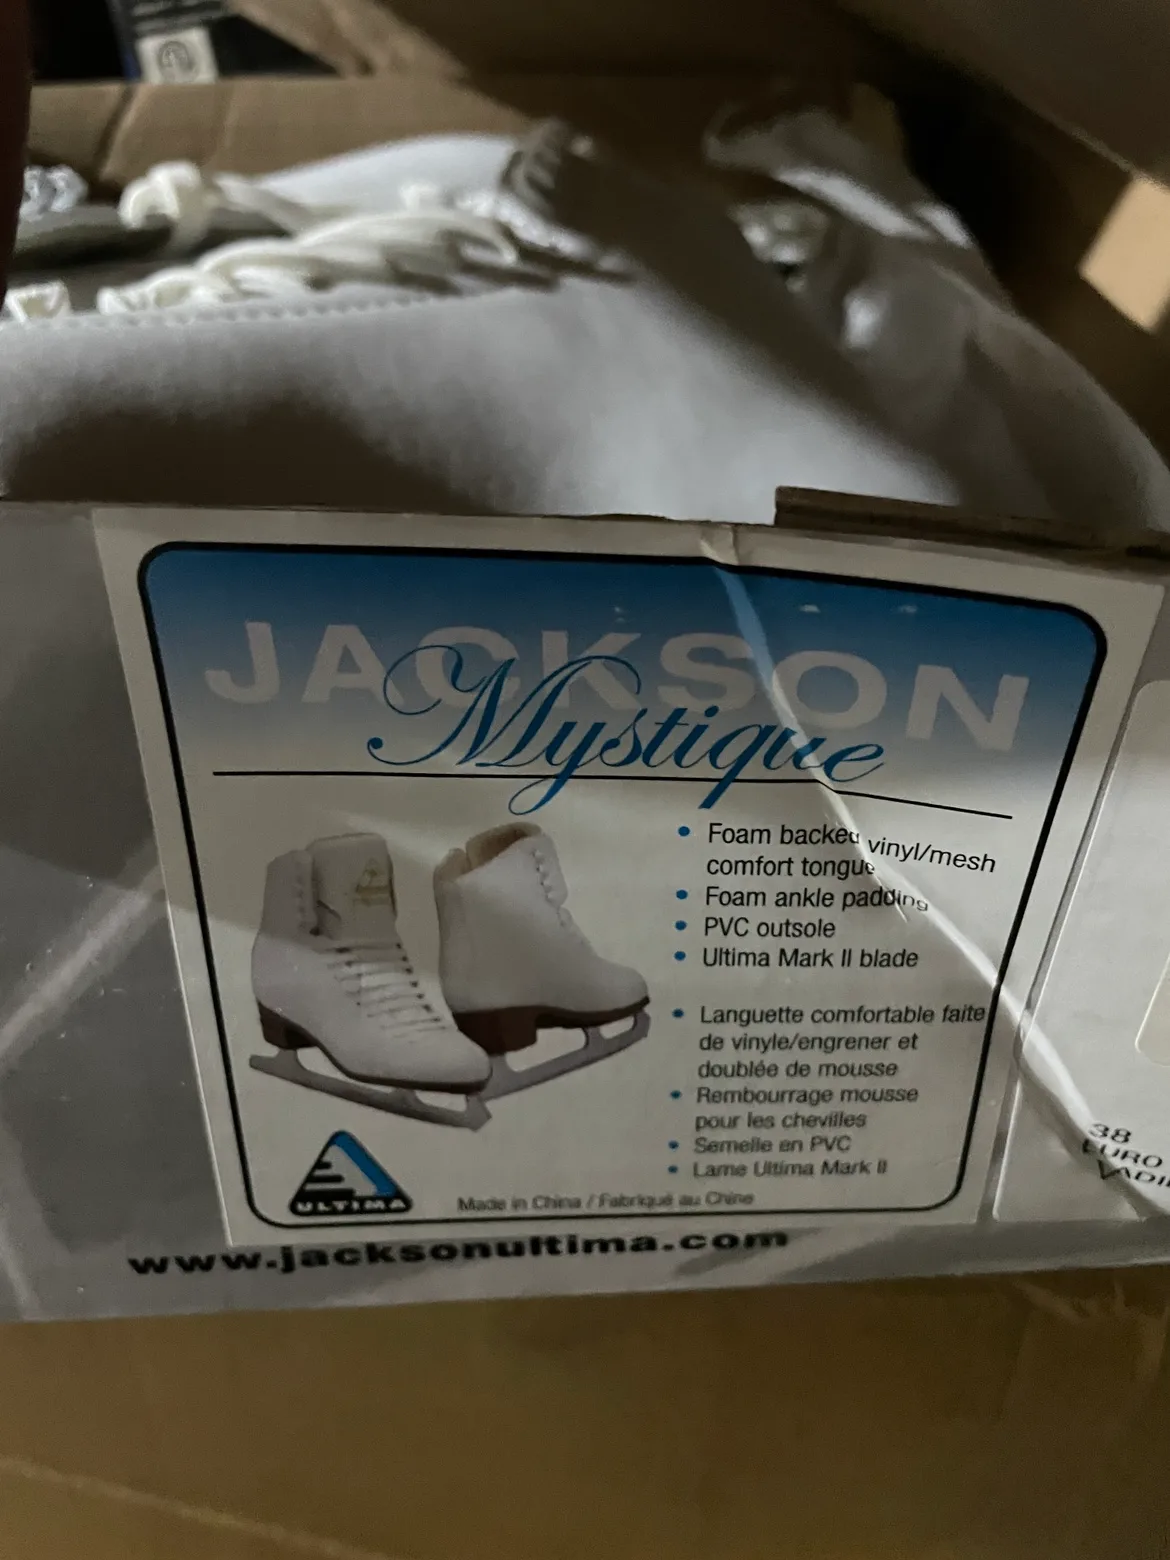 JACKSON
Mystique
• Foam backed vinyl/mesh
comfort tongue
• Foam ankle padding
• PVC outsole
• Ultima Mark II blade
• Languette comfortable faite
de vinyle/engrener et
doublée de mousse
• Rembourrage mousse
pour les chevilles
• Semelle en PVC
• Lame Ultima Mark II
ULTIMA
Made in China / Fabriqué au Chine
www.jacksonultima.com
38
EURO